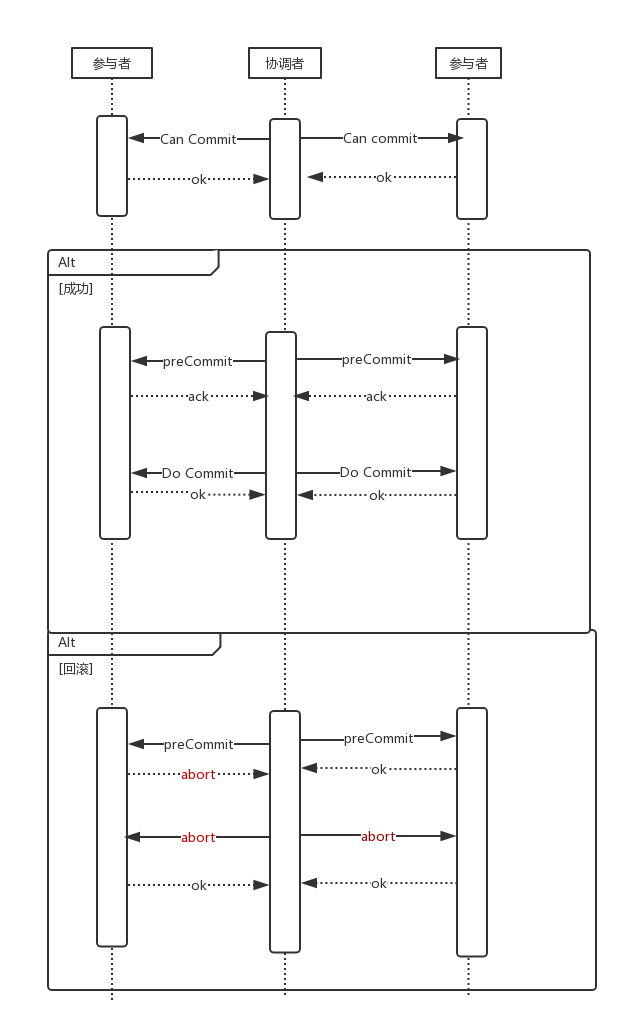 参与者 协调者 参与者
Can Commit Can commit
ok ok
Alt
[成功]
preCommit preCommit
ack ack
Do Commit Do Commit
ok ok
Alt
[回滚]
preCommit preCommit
abort ok
abort abort
ok ok